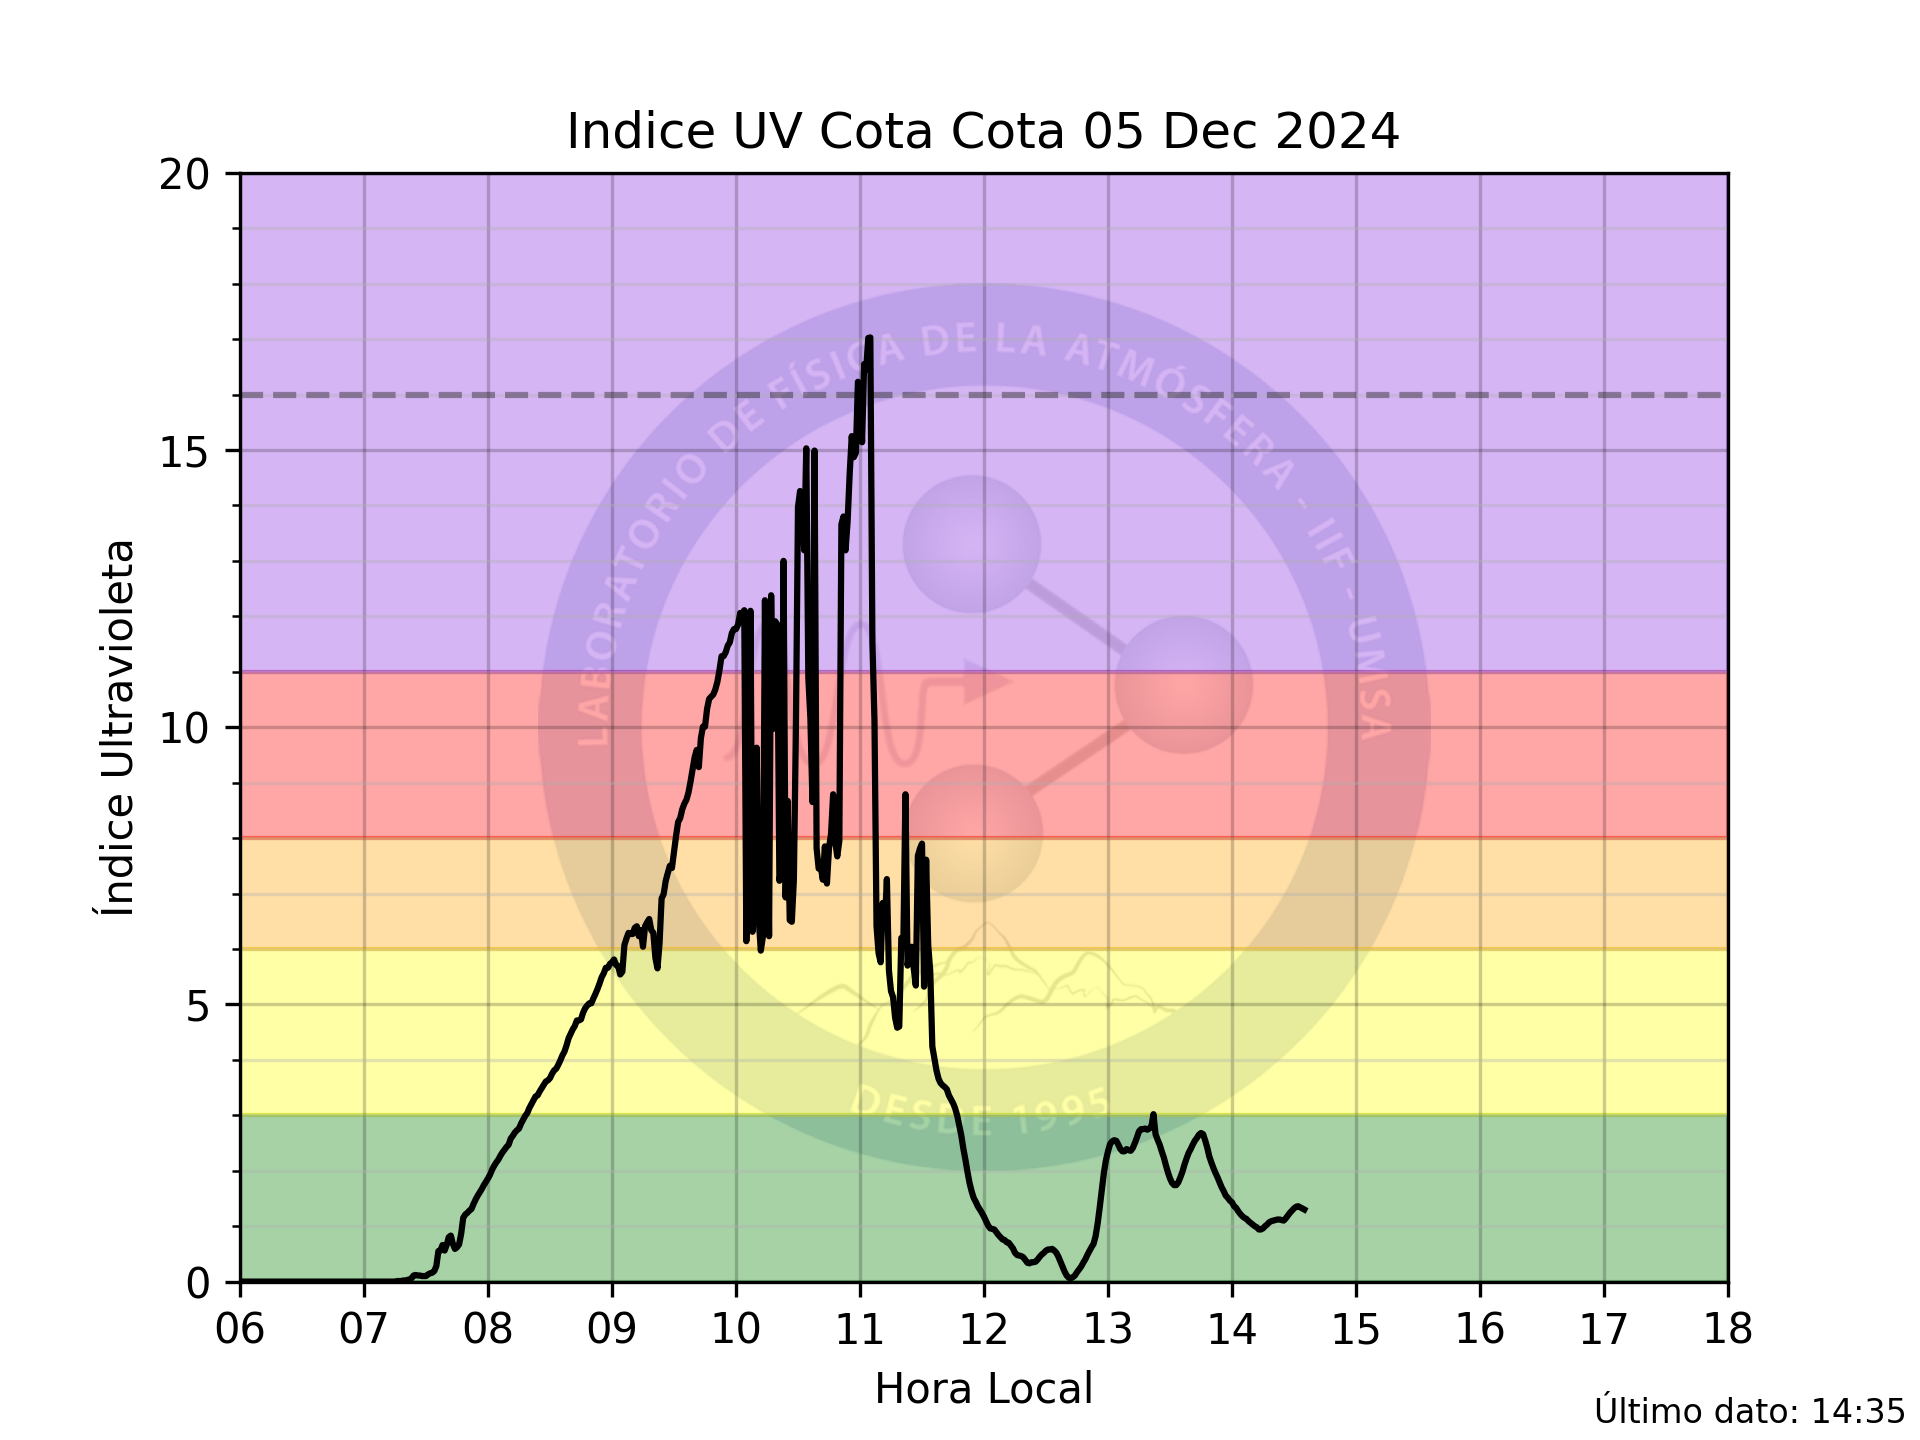 Indice UV Cota Cota 05 Dec 2024
20
15
10
5
0
Índice Ultravioleta
LABORATORIO DE FÍSICA DE LA ATMÓSFERA - IIF - UMSA
DESDE 1995
06 07 08 09 10 11 12 13 14 15 16 17 18
Hora Local
Último dato: 14:35